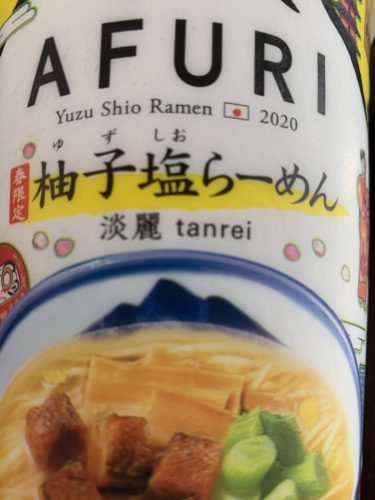 AFURI
Yuzu Shio Ramen 2020
ゆ ず しお
春限定 柚子塩らーめん
淡麗 tanrei